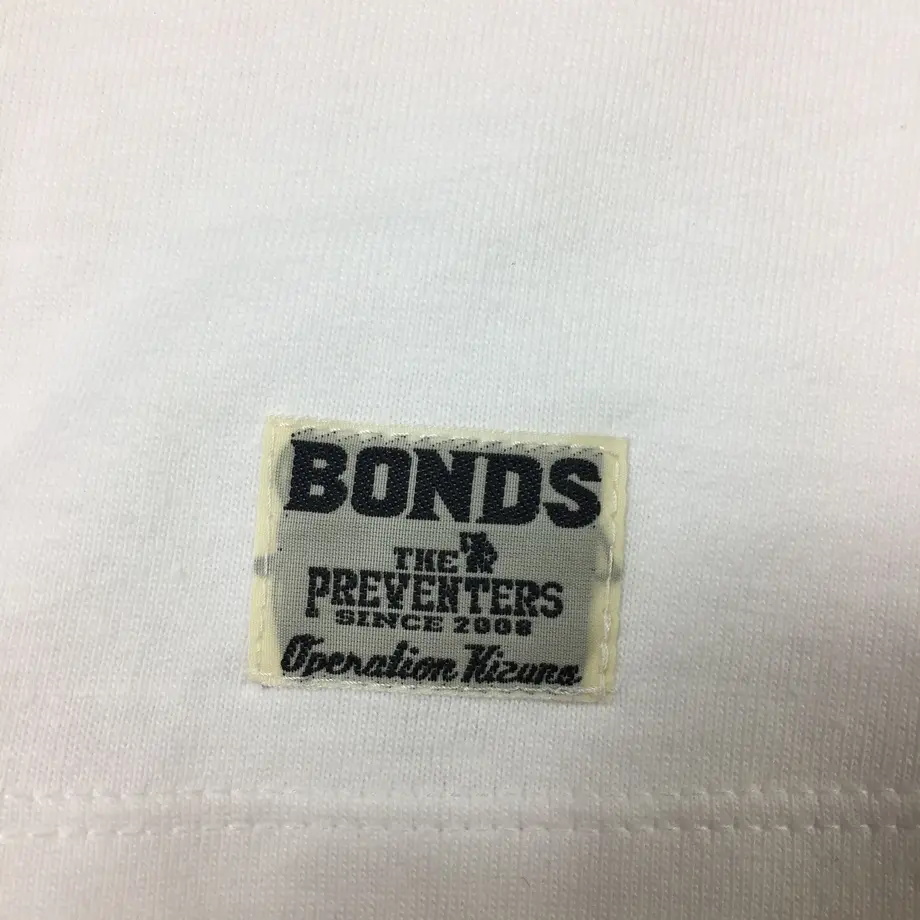 BONDS
THE
PREVENTERS
SINCE 2008
Operation Kizuna